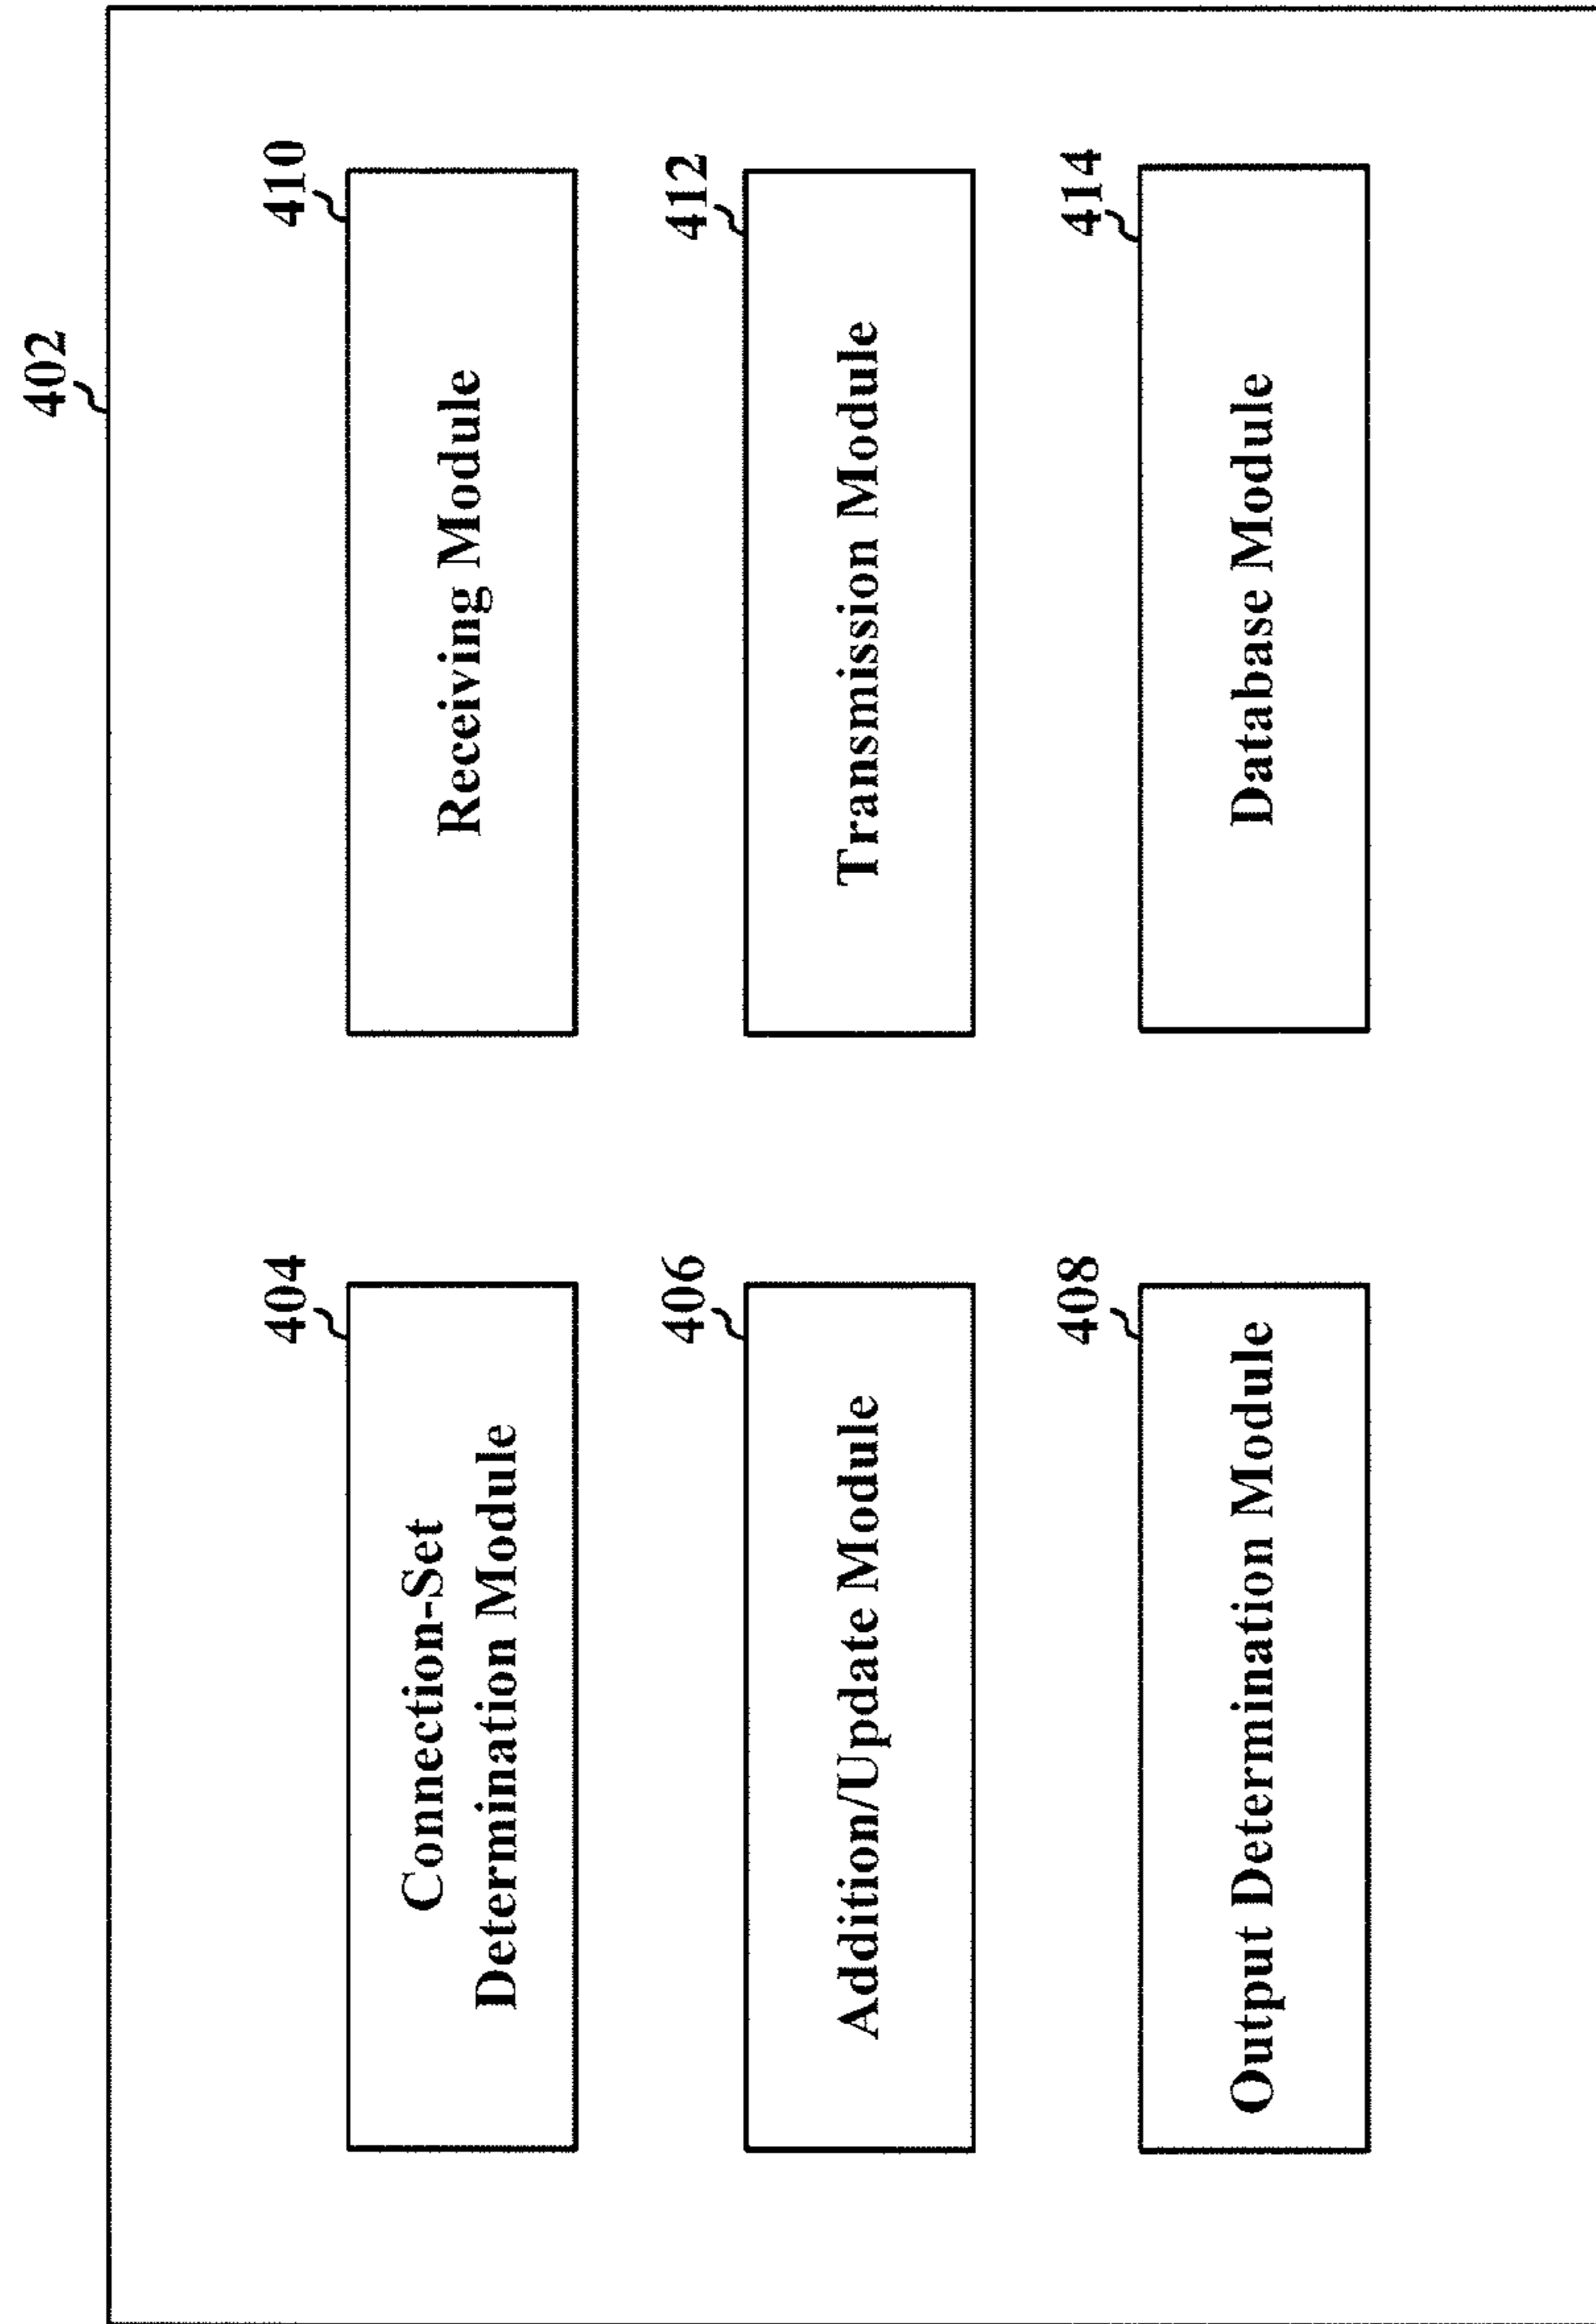 402
404
Connection-Set
Determination Module
410
Receiving Module
406
Addition/Update Module
412
Transmission Module
408
Output Determination Module
414
Database Module